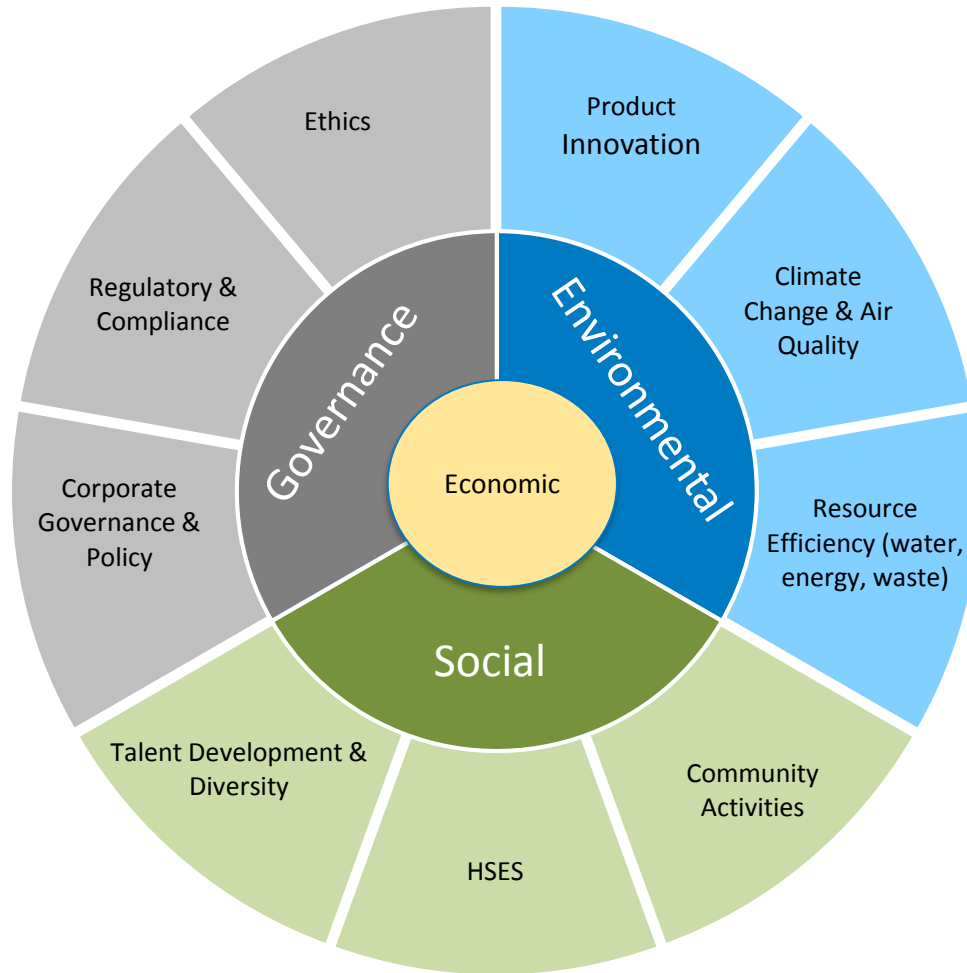 Ethics
Product
Innovation
Regulatory &
Compliance
Climate
Change & Air
Quality
Governance
Environmental
Economic
Corporate
Governance &
Policy
Resource
Efficiency (water,
energy, waste)
Social
Talent Development &
Diversity
HSES
Community
Activities